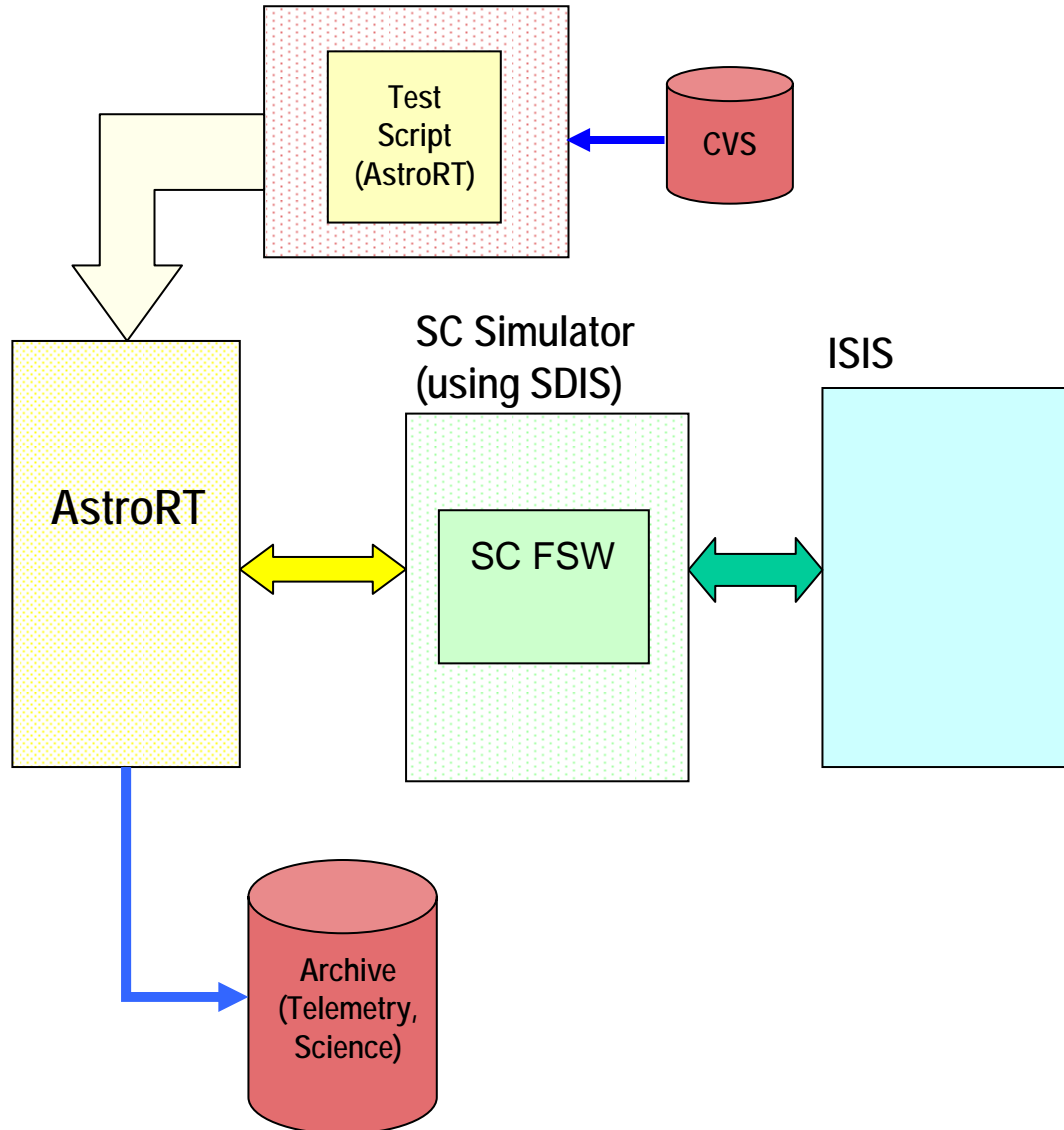 Test
Script
(AstroRT)
CVS
SC Simulator
(using SDIS)
ISIS
AstroRT
SC FSW
Archive
(Telemetry,
Science)